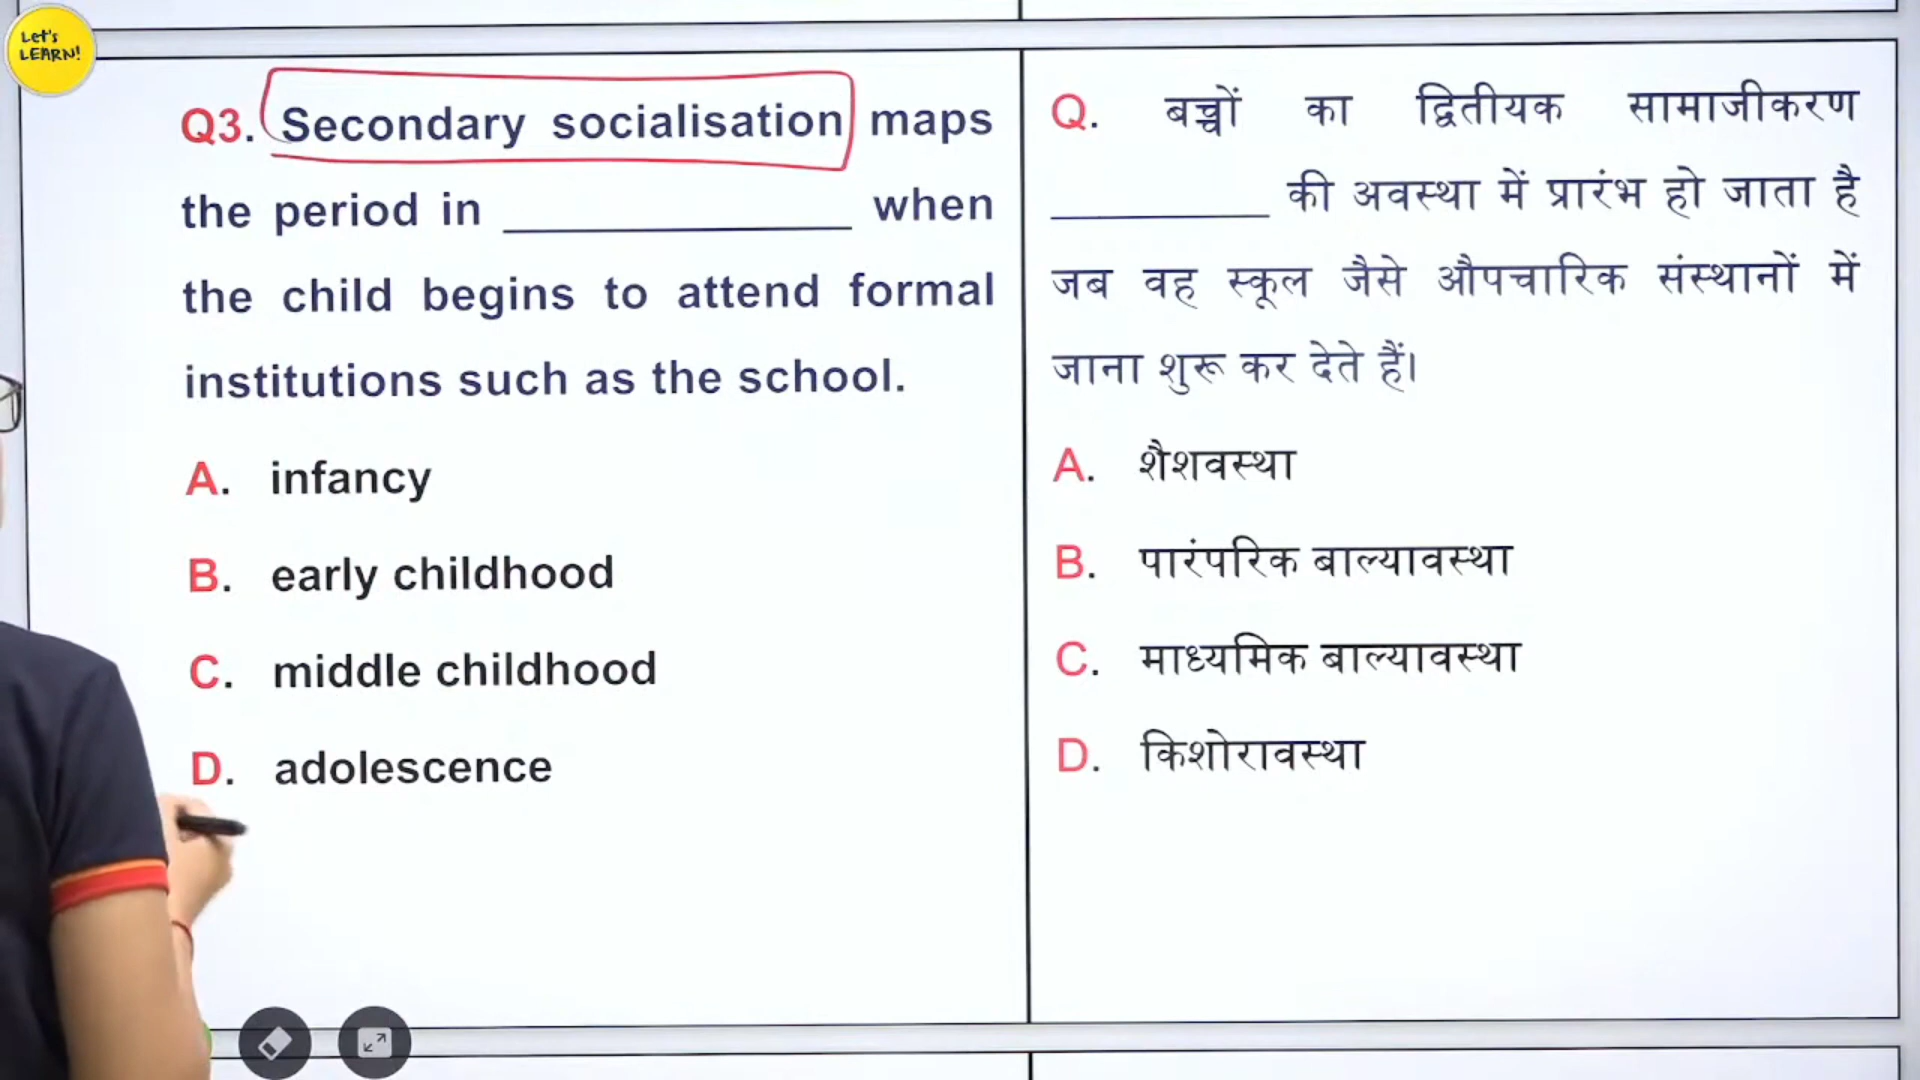 Let's
LEARN!
Q3. Secondary socialisation maps
the period in ____________ when
the child begins to attend formal
institutions such as the school.
A. infancy
B. early childhood
C. middle childhood
D. adolescence
Q. बच्चों का द्वितीयक सामाजीकरण
________ की अवस्था में प्रारंभ हो जाता है
जब वह स्कूल जैसे औपचारिक संस्थानों में
जाना शुरू कर देते हैं।
A. शैशवस्था
B. पारंपरिक बाल्यावस्था
C. माध्यमिक बाल्यावस्था
D. किशोरावस्था